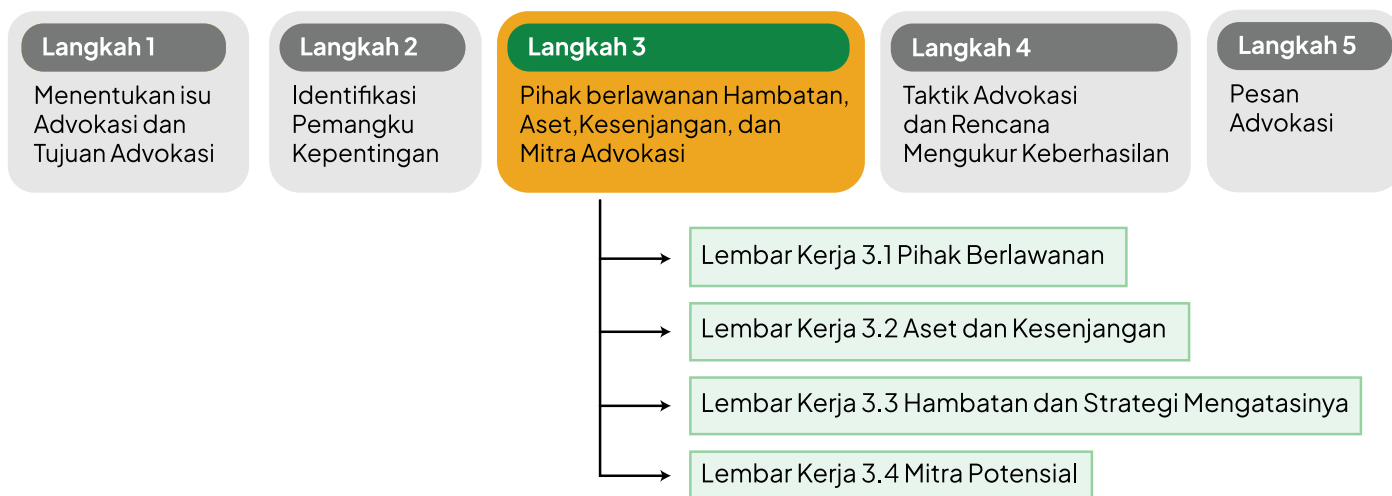 Langkah 1
Menentukan isu
Advokasi dan
Tujuan Advokasi
Langkah 2
Identifikasi
Pemangku
Kepentingan
Langkah 3
Pihak berlawanan Hambatan,
Aset,Kesenjangan, dan
Mitra Advokasi
Langkah 4
Taktik Advokasi
dan Rencana
Mengukur Keberhasilan
Langkah 5
Pesan
Advokasi
Lembar Kerja 3.1 Pihak Berlawanan
Lembar Kerja 3.2 Aset dan Kesenjangan
Lembar Kerja 3.3 Hambatan dan Strategi Mengatasinya
Lembar Kerja 3.4 Mitra Potensial